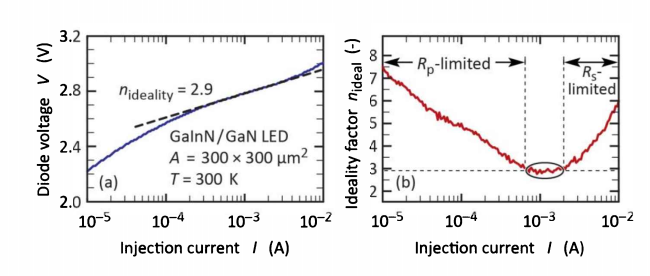 3.2
2.8
2.4
2.0
Diode voltage V (V)
n_ideality = 2.9
GaInN/GaN LED
A = 300 × 300 μm²
T = 300 K
(a)
10⁻⁵ 10⁻⁴ 10⁻³ 10⁻²
Injection current I (A)
8
7
6
5
4
3
2
Ideality factor n_ideal (-)
R_p-limited
R_s-
limited
(b)
10⁻⁵ 10⁻⁴ 10⁻³ 10⁻²
Injection current I (A)